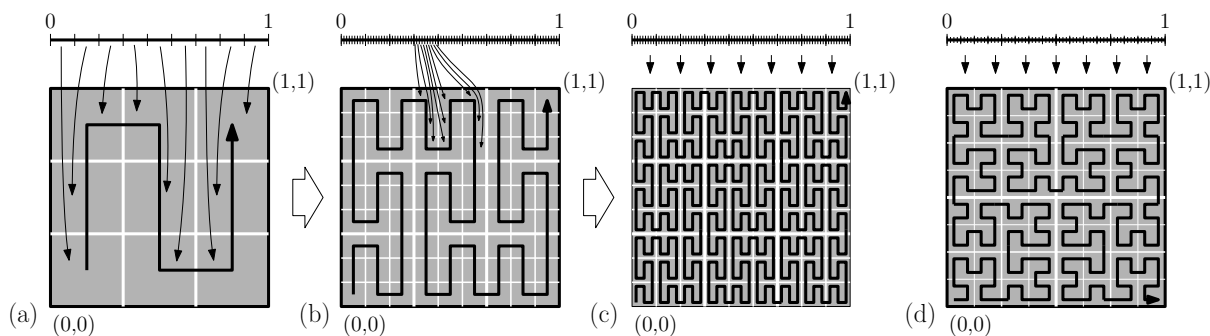 0 1 0 1 0 1 0 1
(1,1) (1,1) (1,1) (1,1)
(a) (b) (c) (d)
(0,0) (0,0) (0,0) (0,0)